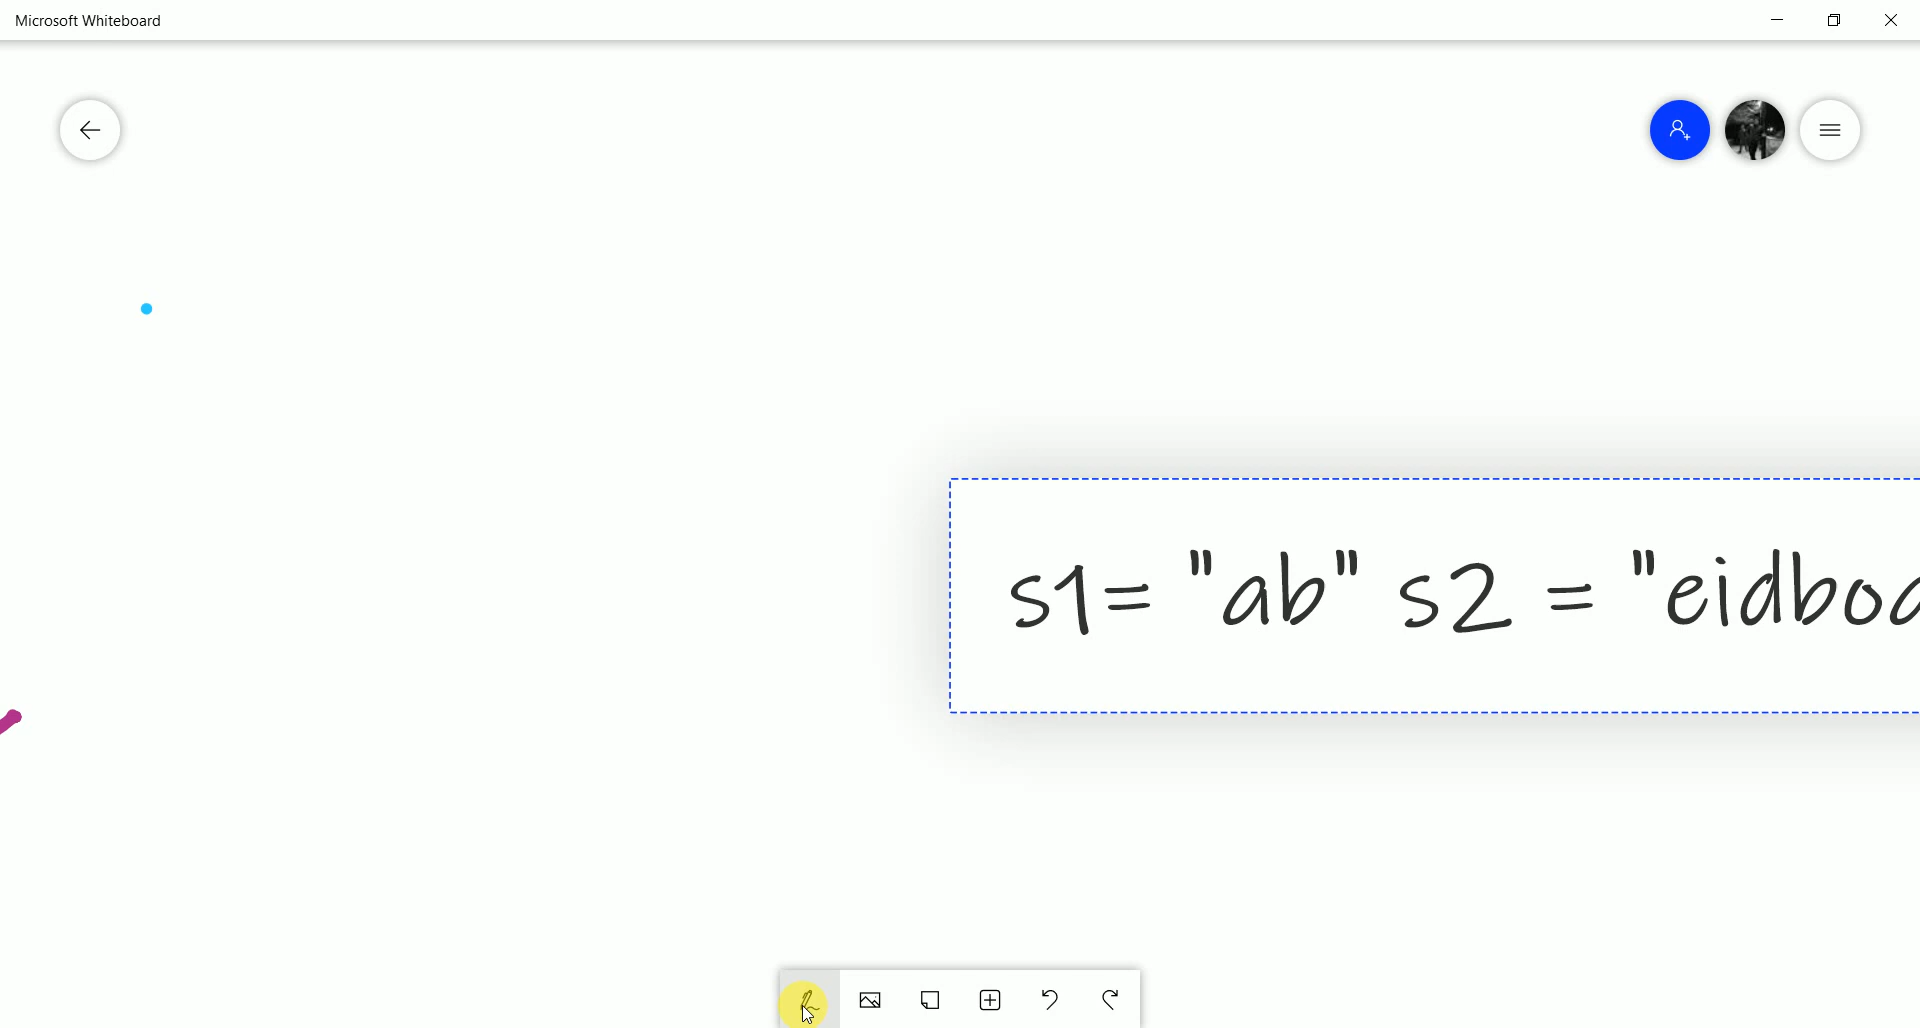 Microsoft Whiteboard
s1= "ab" s2 = "eidbo